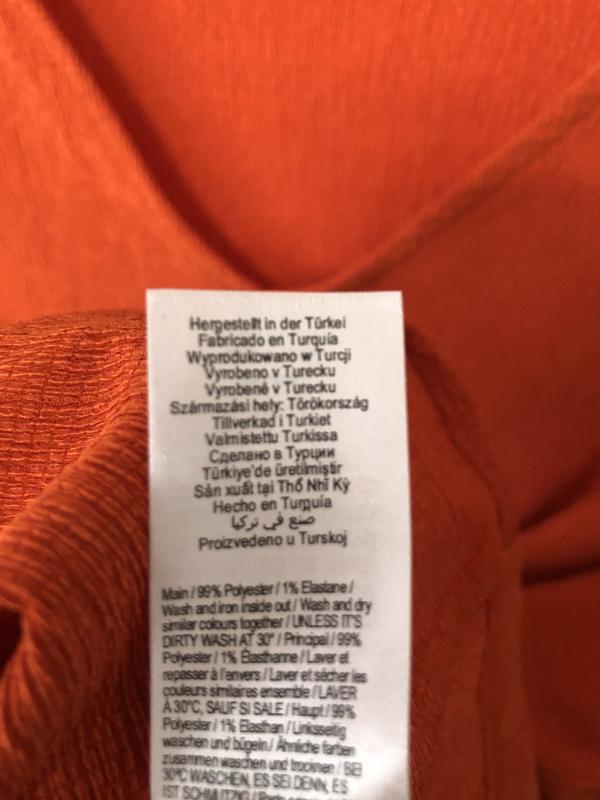 Hergestellt in der Türkei
Fabricado en Turquía
Wyprodukowano w Turcji
Vyrobeno v Turecku
Vyrobené v Turecku
Származási hely: Törökország
Tillverkad i Turkiet
Valmistettu Turkissa
Сделано в Турции
Türkiye'de üretilmiştir
Sản xuất tại Thổ Nhĩ Kỳ
Hecho en Turquía
صنع في تركيا
Proizvedeno u Turskoj
Main / 99% Polyester / 1% Elastane /
Wash and iron inside out / Wash and dry
similar colours together / UNLESS IT'S
DIRTY WASH AT 30° / Principal / 99%
Polyester / 1% Élasthanne / Laver et
repasser à l'envers / Laver et sécher les
couleurs similaires ensemble / LAVER
À 30°C, SAUF SI SALE / Haupt / 99%
Polyester / 1% Elasthan / Linksseitig
waschen und bügeln / Ähnliche farben
zusammen waschen und trocknen / BEI
30°C WASCHEN, ES SEI DENN, ES
IST SCHMUTZIG /